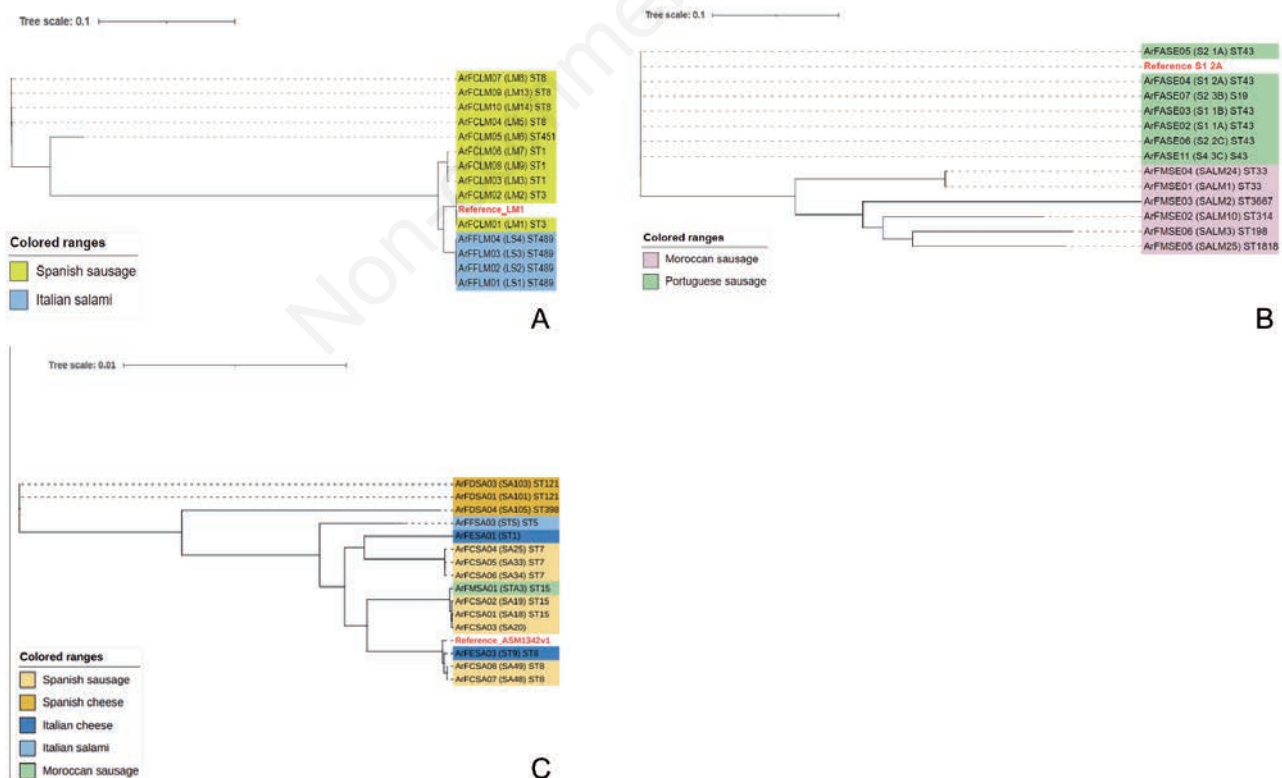 Tree scale: 0.1
ArFCLM07 (LM8) ST8
ArFCLM09 (LM13) ST8
ArFCLM10 (LM14) ST8
ArFCLM04 (LM5) ST8
ArFCLM05 (LM6) ST451
ArFCLM06 (LM7) ST1
ArFCLM08 (LM9) ST1
ArFCLM03 (LM3) ST1
ArFCLM02 (LM2) ST3
Reference_LM1
ArFCLM01 (LM1) ST3
ArFFLM04 (LS4) ST489
ArFFLM03 (LS3) ST489
ArFFLM02 (LS2) ST489
ArFFLM01 (LS1) ST489
Colored ranges
Spanish sausage
Italian salami
A
Tree scale: 0.1
ArFASE05 (S2 1A) ST43
Reference S1 2A
ArFASE04 (S1 2A) ST43
ArFASE07 (S2 3B) S19
ArFASE03 (S1 1B) ST43
ArFASE02 (S1 1A) ST43
ArFASE06 (S2 2C) ST43
ArFASE11 (S4 3C) S43
ArFMSE04 (SALM24) ST33
ArFMSE01 (SALM1) ST33
ArFMSE03 (SALM2) ST3667
ArFMSE02 (SALM10) ST314
ArFMSE06 (SALM3) ST198
ArFMSE05 (SALM25) ST1818
Colored ranges
Moroccan sausage
Portuguese sausage
B
Tree scale: 0.01
ArFDSA03 (SA103) ST121
ArFDSA01 (SA101) ST121
ArFDSA04 (SA105) ST398
ArFFSA03 (ST5) ST5
ArFESA01 (ST1)
ArFCSA04 (SA25) ST7
ArFCSA05 (SA33) ST7
ArFCSA06 (SA34) ST7
ArFMSA01 (STA3) ST15
ArFCSA02 (SA19) ST15
ArFCSA01 (SA18) ST15
ArFCSA03 (SA20)
Reference_ASM1342v1
ArFESA03 (ST9) ST8
ArFCSA08 (SA49) ST8
ArFCSA07 (SA48) ST8
Colored ranges
Spanish sausage
Spanish cheese
Italian cheese
Italian salami
Moroccan sausage
C